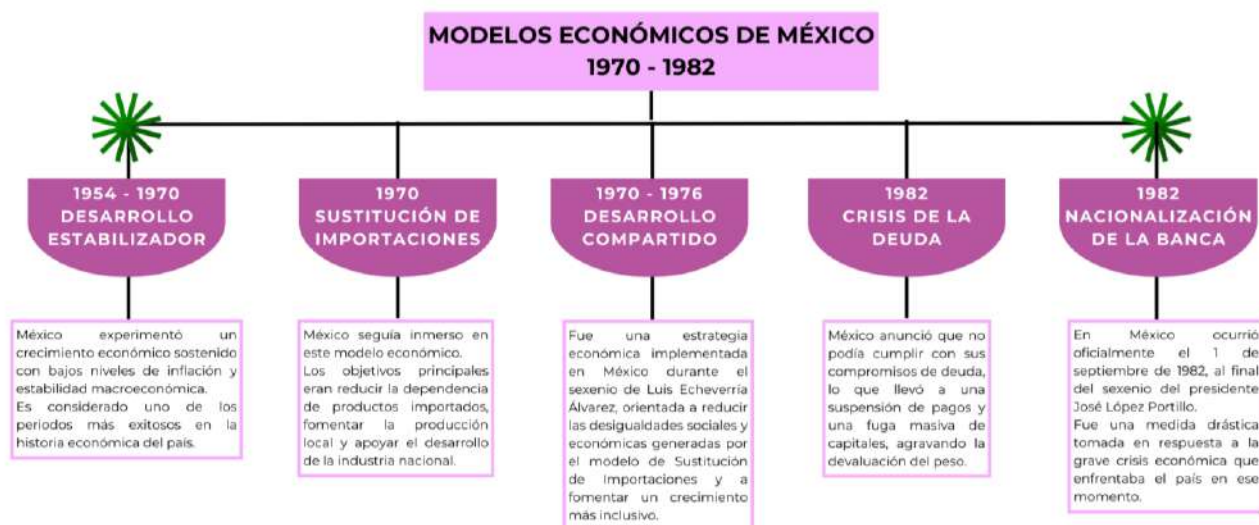 MODELOS ECONÓMICOS DE MÉXICO
1970 - 1982
1954 - 1970
DESARROLLO
ESTABILIZADOR
México experimentó un
crecimiento económico sostenido
con bajos niveles de inflación y
estabilidad macroeconómica.
Es considerado uno de los
periodos más exitosos en la
historia económica del país.
1970
SUSTITUCIÓN DE
IMPORTACIONES
México seguía inmerso en
este modelo económico.
Los objetivos principales
eran reducir la dependencia
de productos importados,
fomentar la producción
local y apoyar el desarrollo
de la industria nacional.
1970 - 1976
DESARROLLO
COMPARTIDO
Fue una estrategia
económica implementada
en México durante el
sexenio de Luis Echeverría
Álvarez, orientada a reducir
las desigualdades sociales y
económicas generadas por
el modelo de Sustitución
de Importaciones y a
fomentar un crecimiento
más inclusivo.
1982
CRISIS DE LA
DEUDA
México anunció que no
podía cumplir con sus
compromisos de deuda,
lo que llevó a una
suspensión de pagos y
una fuga masiva de
capitales, agravando la
devaluación del peso.
1982
NACIONALIZACIÓN
DE LA BANCA
En México ocurrió
oficialmente el 1 de
septiembre de 1982, al final
del sexenio del presidente
José López Portillo.
Fue una medida drástica
tomada en respuesta a la
grave crisis económica que
enfrentaba el país en ese
momento.